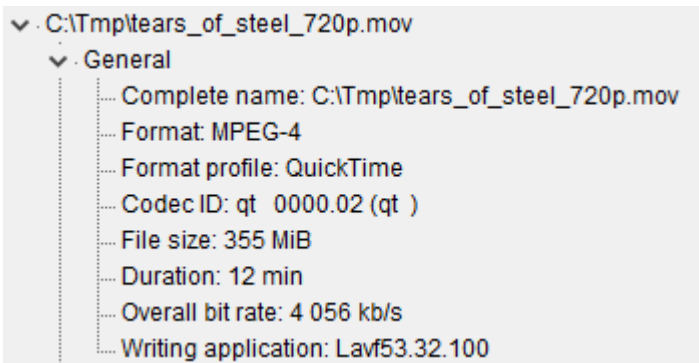 C:\Tmp\tears_of_steel_720p.mov
General
Complete name: C:\Tmp\tears_of_steel_720p.mov
Format: MPEG-4
Format profile: QuickTime
Codec ID: qt   0000.02 (qt  )
File size: 355 MiB
Duration: 12 min
Overall bit rate: 4 056 kb/s
Writing application: Lavf53.32.100